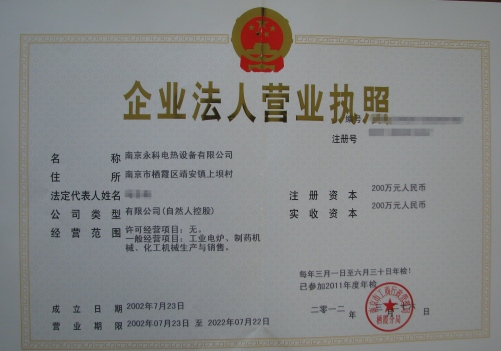 企业法人营业执照
编号
注册号
名 称 南京永科电热设备有限公司
住 所 南京市栖霞区靖安镇上坝村
法定代表人姓名
注 册 资 本 200万元人民币
公 司 类 型 有限公司(自然人控股)
实 收 资 本 200万元人民币
经 营 范 围 许可经营项目：无。
一般经营项目：工业电炉、制药机
械、化工机械生产与销售。
每年三月一日至六月三十日年检!
已参加2011年度年检
成 立 日 期 2002年7月23日
二零一二 年
营 业 期 限 2002年07月23日 至 2022年07月22日
栖霞分局